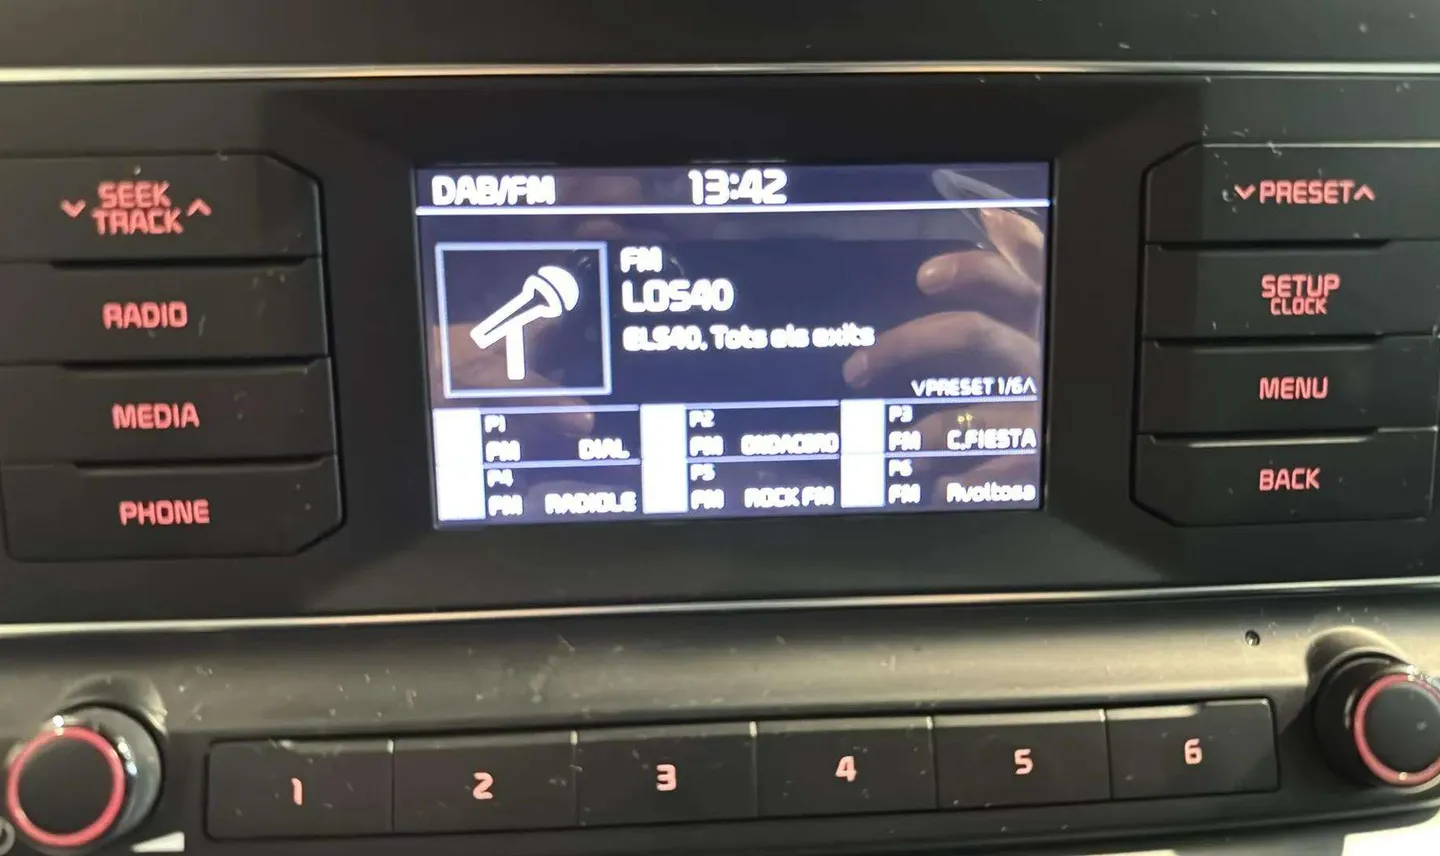 DAB/FM 13:42
FM
LOS40
ELS40. Tots els exits
∨PRESET 1/6∧
P1 FM DIAL
P2 FM ONDACERO
P3 FM C.FIESTA
P4 FM RADIOLE
P5 FM ROCK FM
P6 FM Rvoltosa
∨ SEEK ∧
TRACK
RADIO
MEDIA
PHONE
∨PRESET∧
SETUP
CLOCK
MENU
BACK
1 2 3 4 5 6